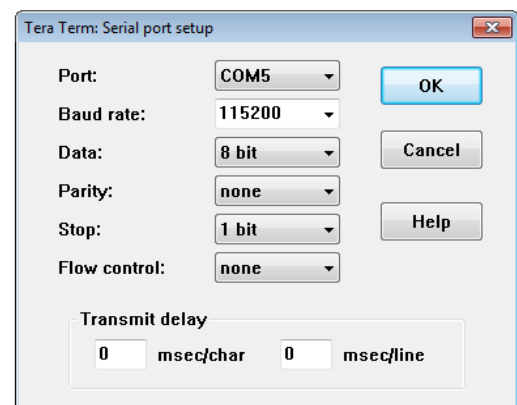 Tera Term: Serial port setup
Port: COM5 OK
Baud rate: 115200
Data: 8 bit Cancel
Parity: none
Stop: 1 bit Help
Flow control: none
Transmit delay
0 msec/char 0 msec/line